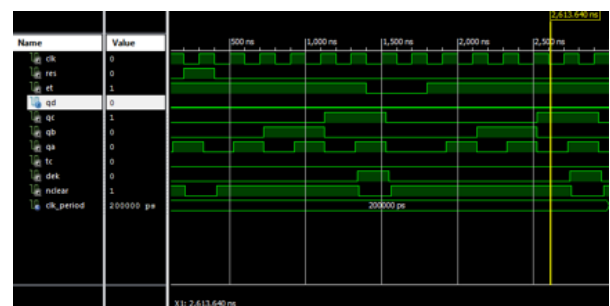 2,613.640 ns
Name Value 500 ns 1,000 ns 1,500 ns 2,000 ns 2,500 ns
clk 0
res 0
et 1
qd 0
qc 1
qb 0
qa 0
tc 0
dek 0
nclear 1
clk_period 200000 ps 200000 ps
X1: 2,613.640 ns